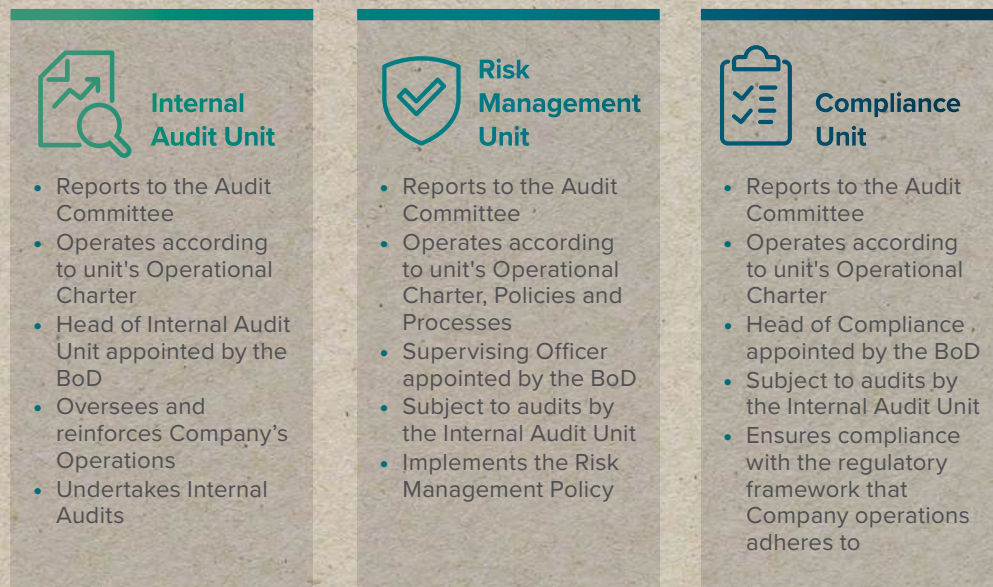 Internal
Audit Unit
• Reports to the Audit
Committee
• Operates according
to unit's Operational
Charter
• Head of Internal Audit
Unit appointed by the
BoD
• Oversees and
reinforces Company’s
Operations
• Undertakes Internal
Audits
Risk
Management
Unit
• Reports to the Audit
Committee
• Operates according
to unit's Operational
Charter, Policies and
Processes
• Supervising Officer
appointed by the BoD
• Subject to audits by
the Internal Audit Unit
• Implements the Risk
Management Policy
Compliance
Unit
• Reports to the Audit
Committee
• Operates according
to unit's Operational
Charter
• Head of Compliance
appointed by the BoD
• Subject to audits by
the Internal Audit Unit
• Ensures compliance
with the regulatory
framework that
Company operations
adheres to